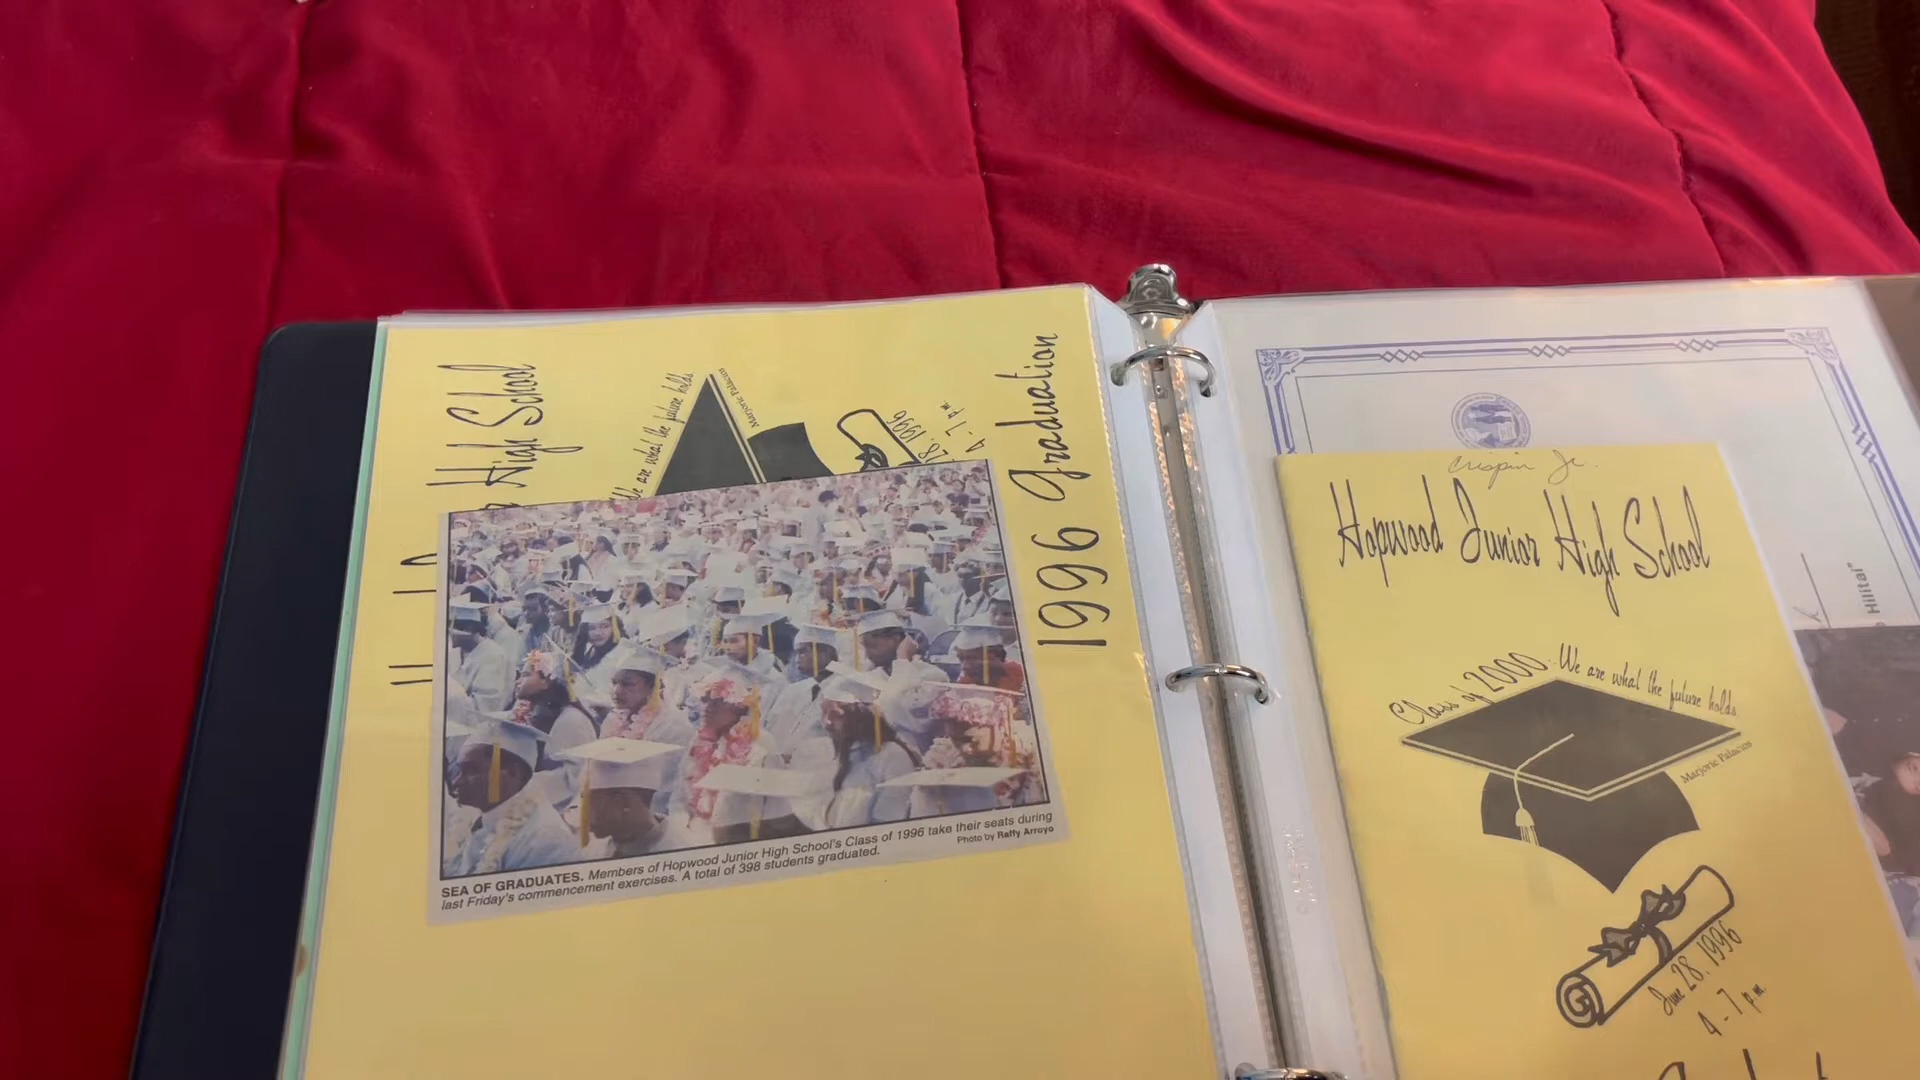 High School
We are what the future holds
Marjorie Palacios
28, 1996
4 - 7 p.m.
1996 Graduation
SEA OF GRADUATES. Members of Hopwood Junior High School's Class of 1996 take their seats during
last Friday's commencement exercises. A total of 398 students graduated.
Photo by Raffy Arroyo
Crispin Jr.
Hopwood Junior High School
Class of 2000: We are what the future holds
Marjorie Palacios
June 28, 1996
4 - 7 p.m.
Hilitai"